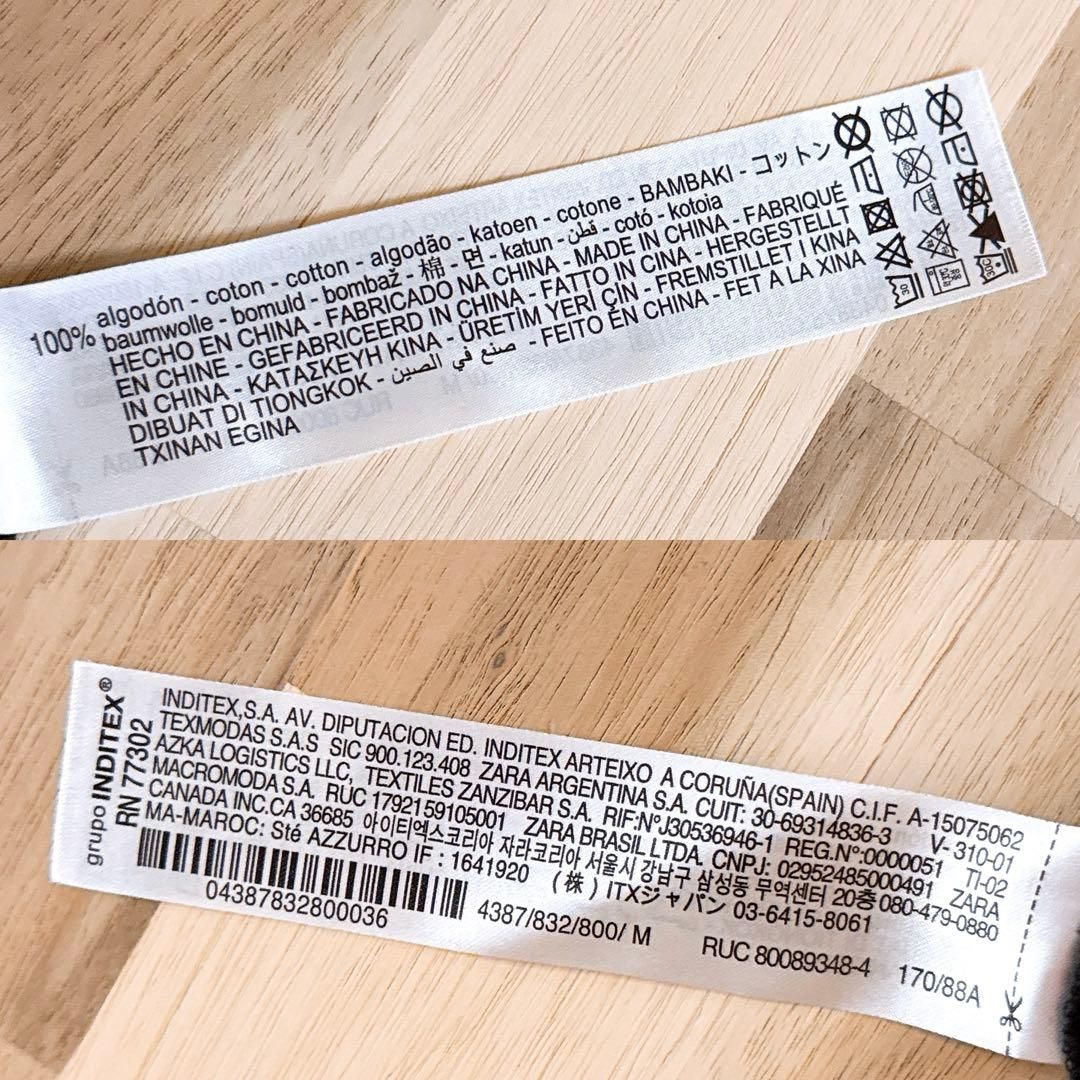 100% algodón - coton - cotton - algodão - katoen - cotone - BAMBAKI - コットン
baumwolle - bomuld - bombaž - 棉 - 면 - katun - قطن - cotó - kotoia
HECHO EN CHINA - FABRICADO NA CHINA - MADE IN CHINA - FABRIQUÉ
EN CHINE - GEFABRICEERD IN CHINA - FATTO IN CINA - HERGESTELLT
IN CHINA - ΚΑΤΑΣΚΕΥΗ ΚΙΝΑ - ÜRETİM YERİ ÇİN - FREMSTILLET I KINA
DIBUAT DI TIONGKOK - صنع في الصين - FEITO EN CHINA - FET A LA XINA
TXINAN EGINA
30
30C
grupo INDITEX®
RN 77302
INDITEX,S.A. AV. DIPUTACION ED. INDITEX ARTEIXO A CORUÑA(SPAIN) C.I.F. A-15075062
TEXMODAS S.A.S SIC 900.123.408 ZARA ARGENTINA S.A. CUIT: 30-69314836-3 V-310-01
AZKA LOGISTICS LLC, TEXTILES ZANZIBAR S.A. RIF:NºJ30536946-1 REG.Nº:0000051 TI-02
MACROMODA S.A. RUC 1792159105001 ZARA BRASIL LTDA. CNPJ: 02952485000491 ZARA
CANADA INC.CA 36685 아이티엑스코리아 자라코리아 서울시 강남구 삼성동 무역센터 20층 080-479-0880
MA-MAROC: Sté AZZURRO IF : 1641920 (株) ITXジャパン 03-6415-8061
04387832800036
4387/832/800/ M
RUC 80089348-4
170/88A